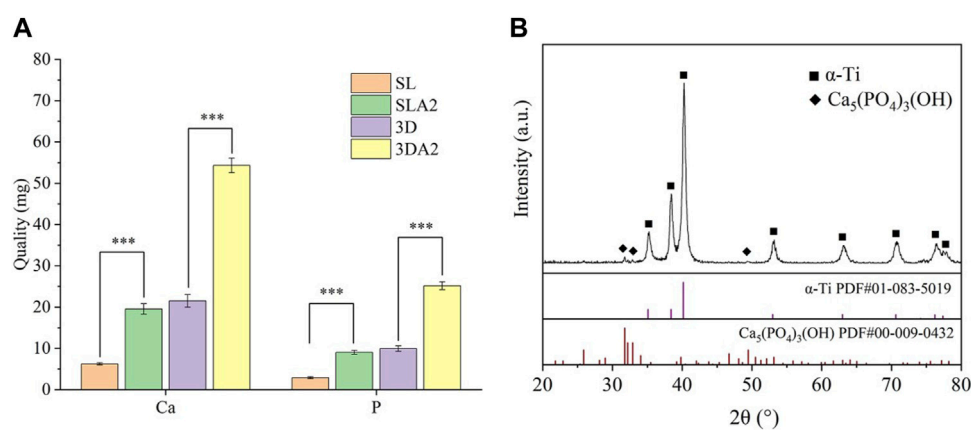 A
80
70
60
50
40
30
20
10
0
Quality (mg)
SL
SLA2
3D
3DA2
***
***
***
***
Ca
P
B
Intensity (a.u.)
α-Ti
Ca₅(PO₄)₃(OH)
α-Ti PDF#01-083-5019
Ca₅(PO₄)₃(OH) PDF#00-009-0432
20 30 40 50 60 70 80
2θ (°)